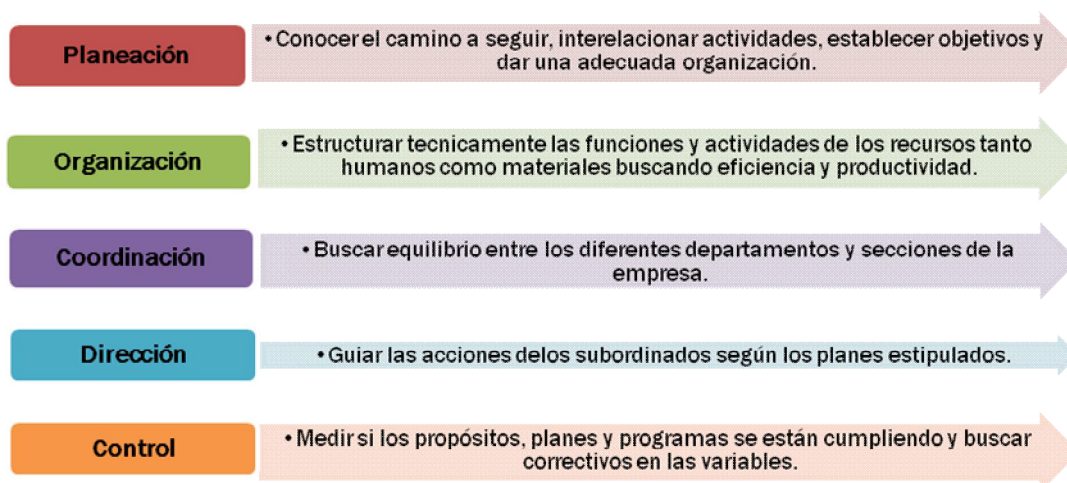 Planeación
• Conocer el camino a seguir, interelacionar actividades, establecer objetivos y
dar una adecuada organización.
Organización
• Estructurar tecnicamente las funciones y actividades de los recursos tanto
humanos como materiales buscando eficiencia y productividad.
Coordinación
• Buscar equilibrio entre los diferentes departamentos y secciones de la
empresa.
Dirección
• Guiar las acciones delos subordinados según los planes estipulados.
Control
• Medir si los propósitos, planes y programas se están cumpliendo y buscar
correctivos en las variables.